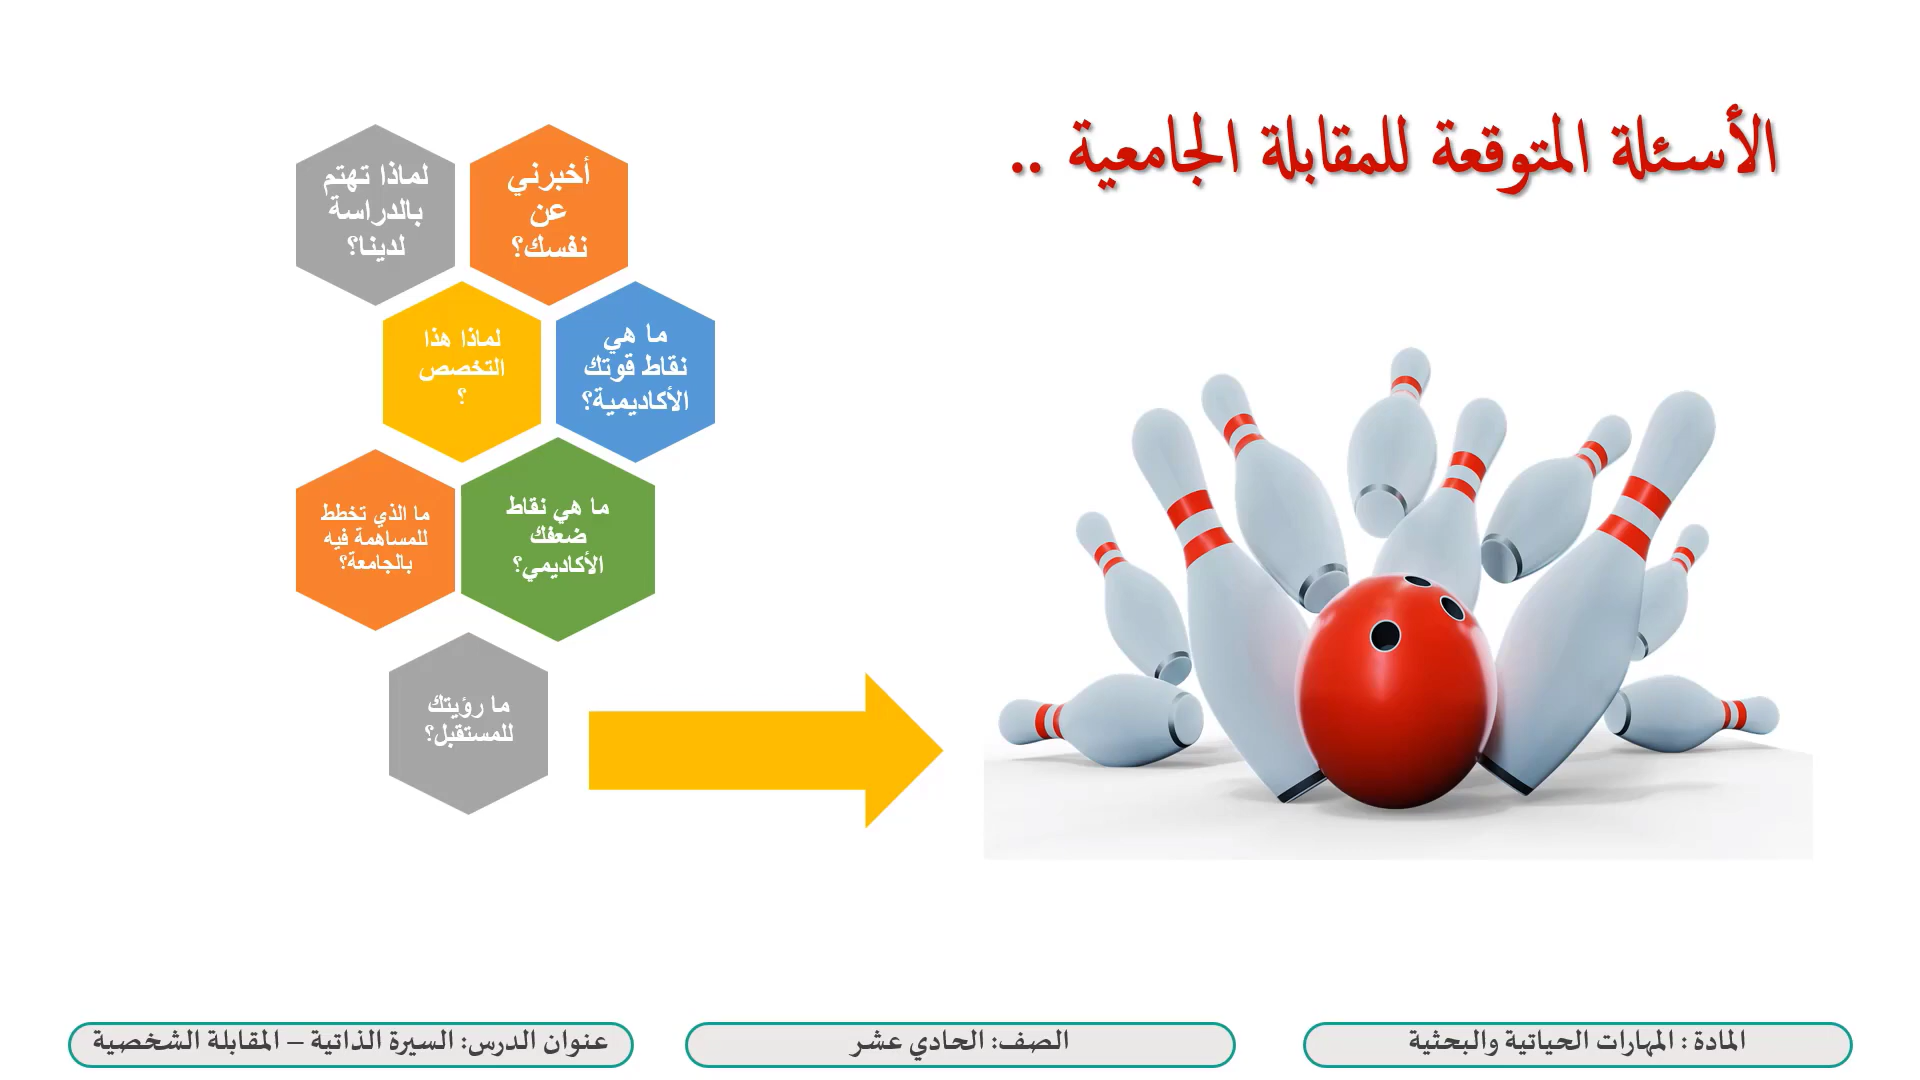 الأسئلة المتوقعة للمقابلة الجامعية ..
أخبرني
عن
نفسك؟
لماذا تهتم
بالدراسة
لدينا؟
ما هي
نقاط قوتك
الأكاديمية؟
لماذا هذا
التخصص
؟
ما هي نقاط
ضعفك
الأكاديمي؟
ما الذي تخطط
للمساهمة فيه
بالجامعة؟
ما رؤيتك
للمستقبل؟
المادة : المهارات الحياتية والبحثية
الصف: الحادي عشر
عنوان الدرس: السيرة الذاتية – المقابلة الشخصية